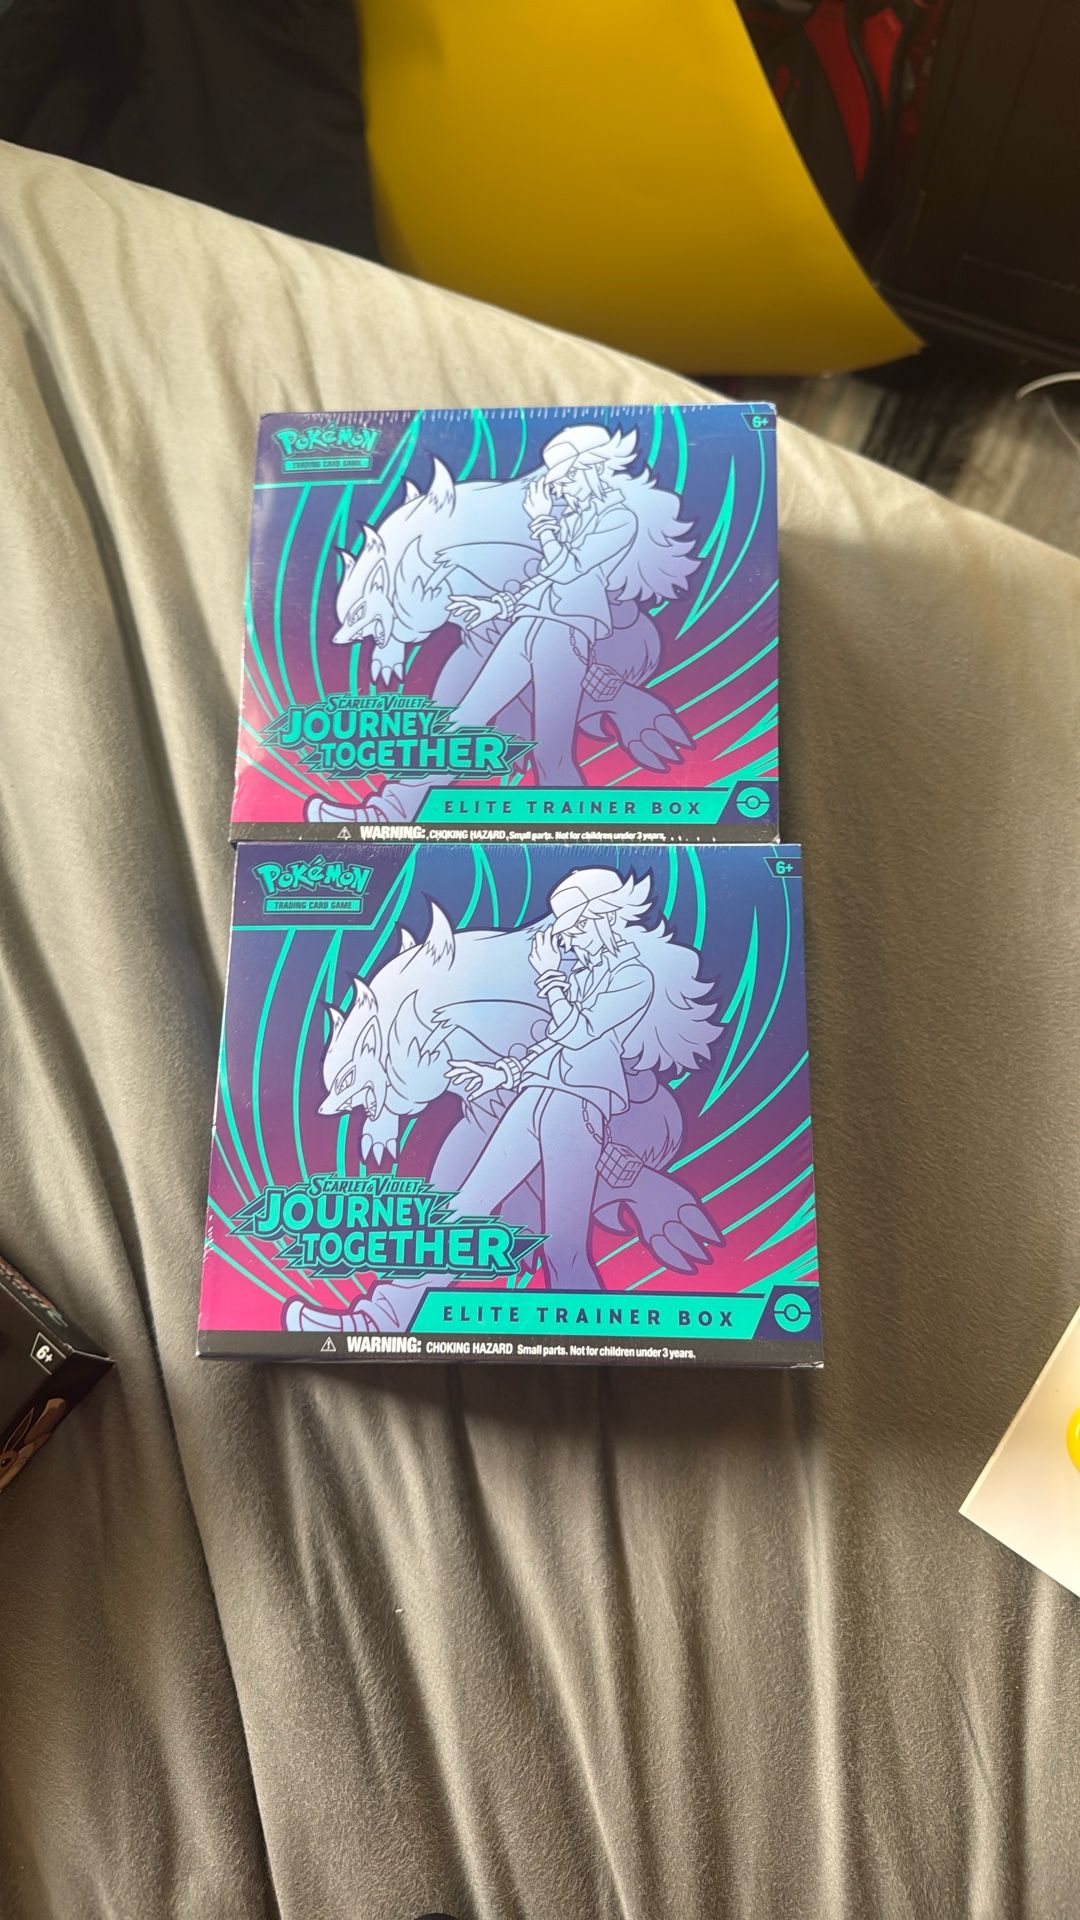 6+
POKéMON
TRADING CARD GAME
SCARLET & VIOLET
JOURNEY
TOGETHER
ELITE TRAINER BOX
⚠ WARNING: CHOKING HAZARD. Small parts. Not for children under 3 years.
6+
POKéMON
TRADING CARD GAME
SCARLET & VIOLET
JOURNEY
TOGETHER
ELITE TRAINER BOX
⚠ WARNING: CHOKING HAZARD Small parts. Not for children under 3 years.
6+